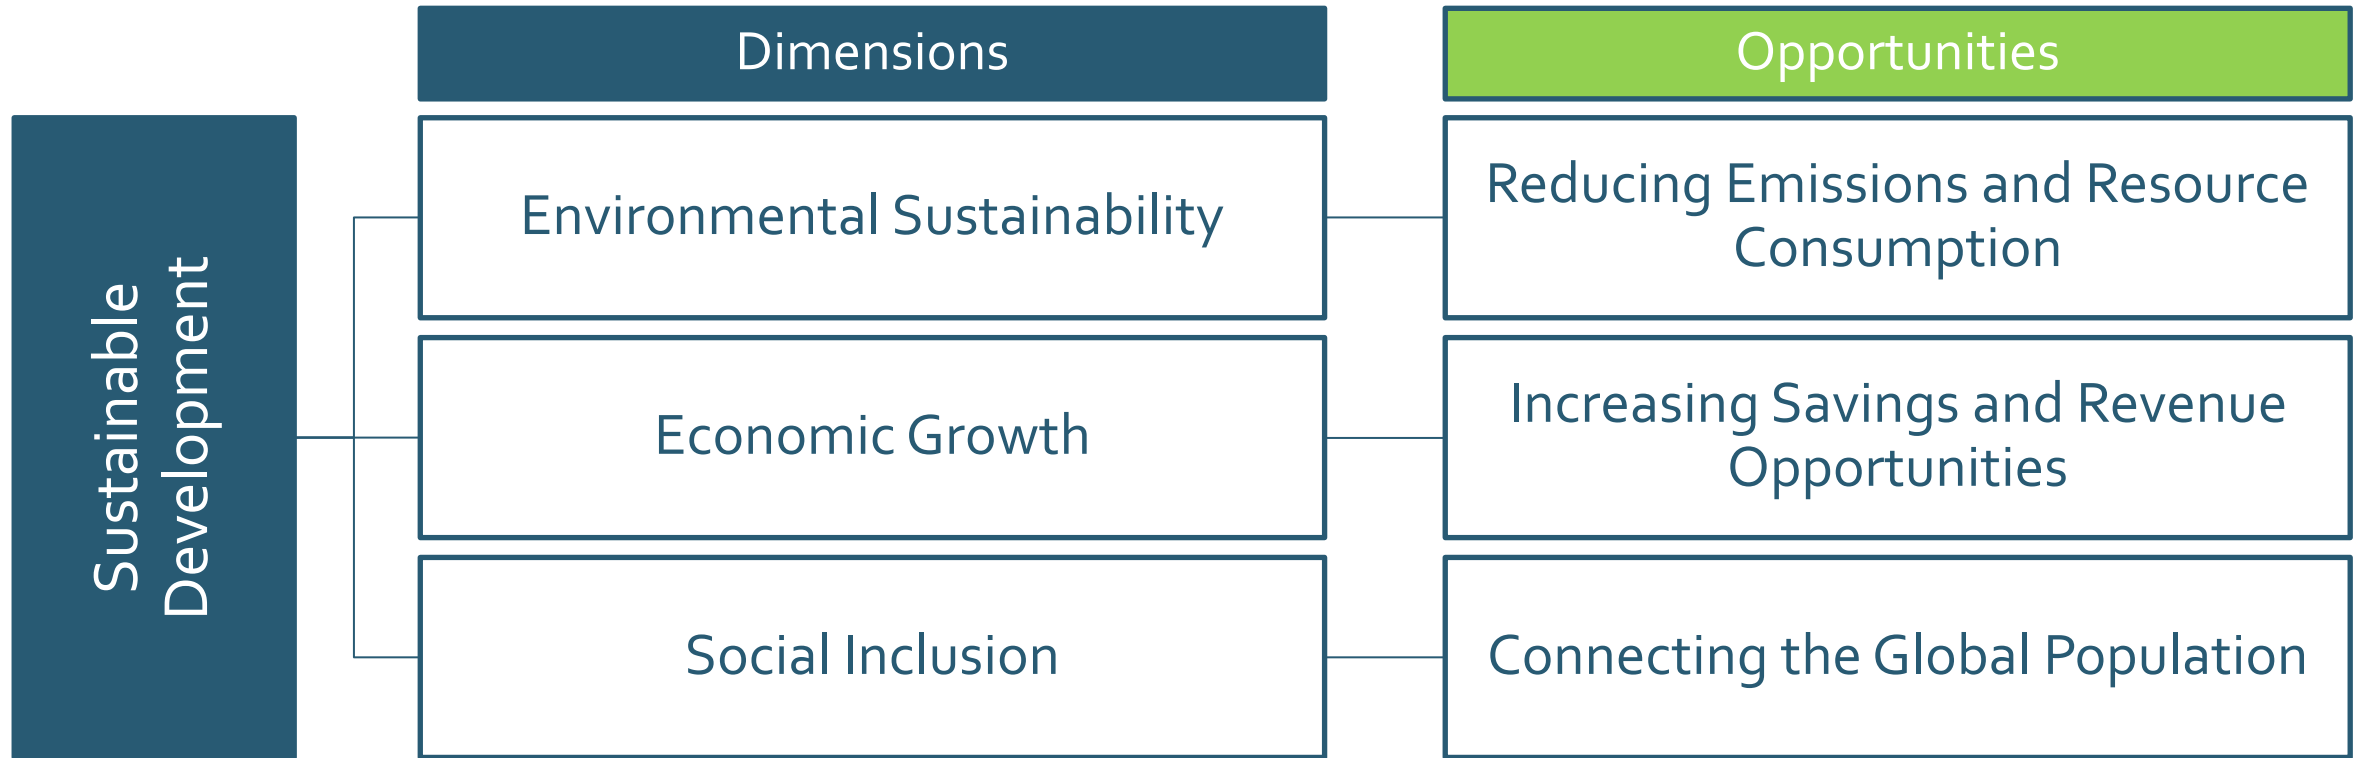 Dimensions
Opportunities
Sustainable
Development
Environmental Sustainability
Reducing Emissions and Resource
Consumption
Economic Growth
Increasing Savings and Revenue
Opportunities
Social Inclusion
Connecting the Global Population